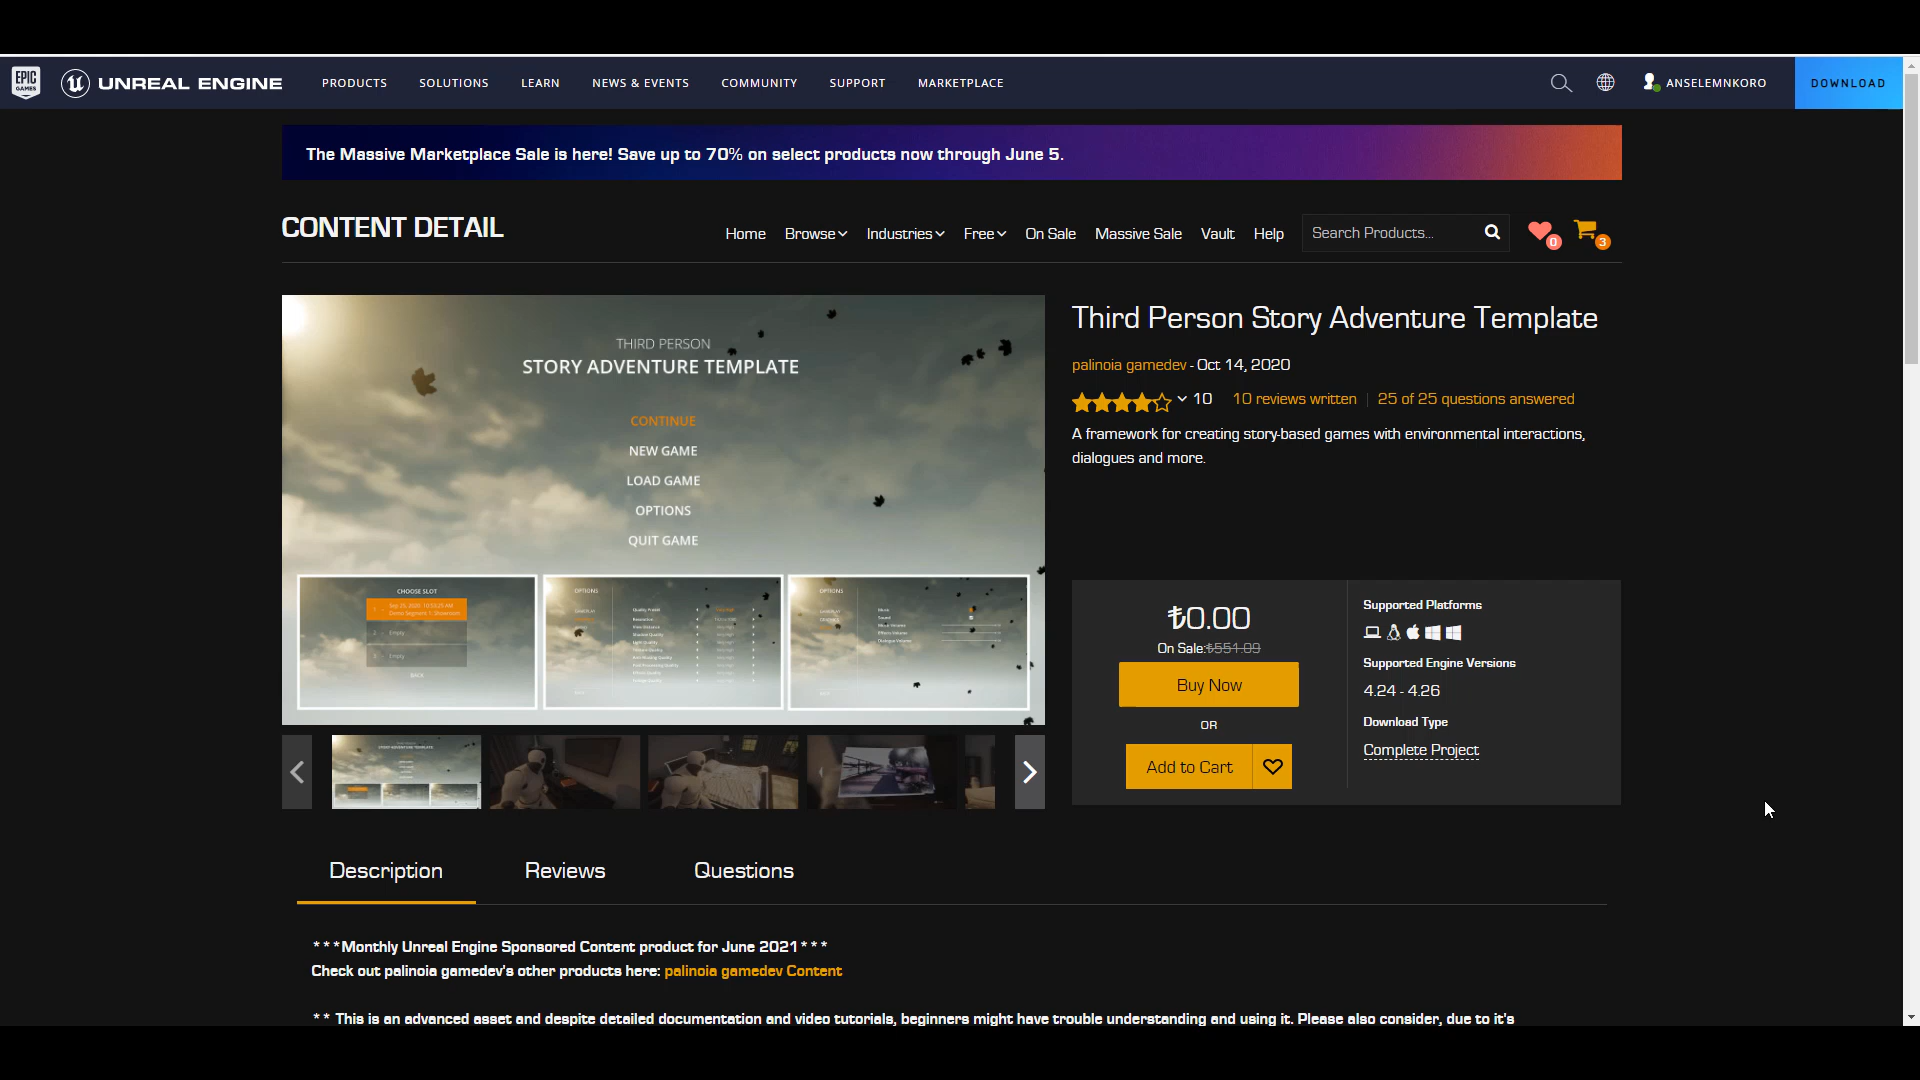 EPIC GAMES
UNREAL ENGINE
PRODUCTS
SOLUTIONS
LEARN
NEWS & EVENTS
COMMUNITY
SUPPORT
MARKETPLACE
ANSELEMNKORO
DOWNLOAD
The Massive Marketplace Sale is here! Save up to 70% on select products now through June 5.
CONTENT DETAIL
Home
Browse
Industries
Free
On Sale
Massive Sale
Vault
Help
Search Products...
0
3
THIRD PERSON
STORY ADVENTURE TEMPLATE
CONTINUE
NEW GAME
LOAD GAME
OPTIONS
QUIT GAME
CHOOSE SLOT
Empty
Empty
BACK
OPTIONS
OPTIONS
Third Person Story Adventure Template
palinoia gamedev - Oct 14, 2020
10
10 reviews written
25 of 25 questions answered
A framework for creating story-based games with environmental interactions,
dialogues and more.
₺0.00
On Sale:₺551.09
Buy Now
OR
Add to Cart
Supported Platforms
Supported Engine Versions
4.24 - 4.26
Download Type
Complete Project
Description
Reviews
Questions
***Monthly Unreal Engine Sponsored Content product for June 2021***
Check out palinoia gamedev's other products here: palinoia gamedev Content
** This is an advanced asset and despite detailed documentation and video tutorials, beginners might have trouble understanding and using it. Please also consider, due to it's